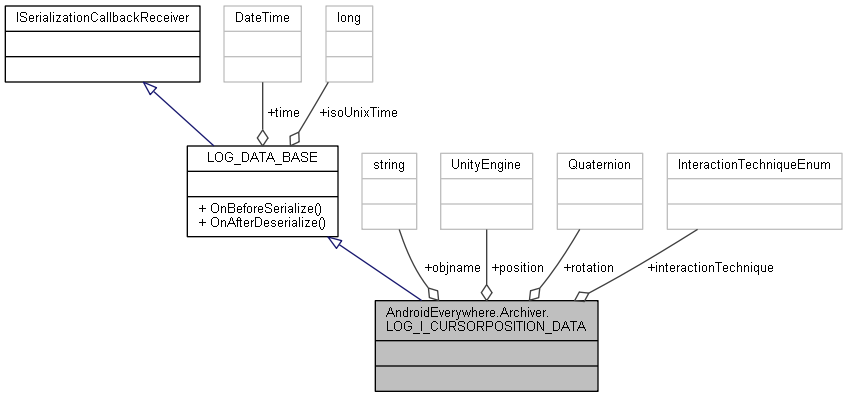 ISerializationCallbackReceiver
DateTime
long
+time
+isoUnixTime
LOG_DATA_BASE
+ OnBeforeSerialize()
+ OnAfterDeserialize()
string
UnityEngine
Quaternion
InteractionTechniqueEnum
+objname
+position
+rotation
+interactionTechnique
AndroidEverywhere.Archiver.
LOG_I_CURSORPOSITION_DATA